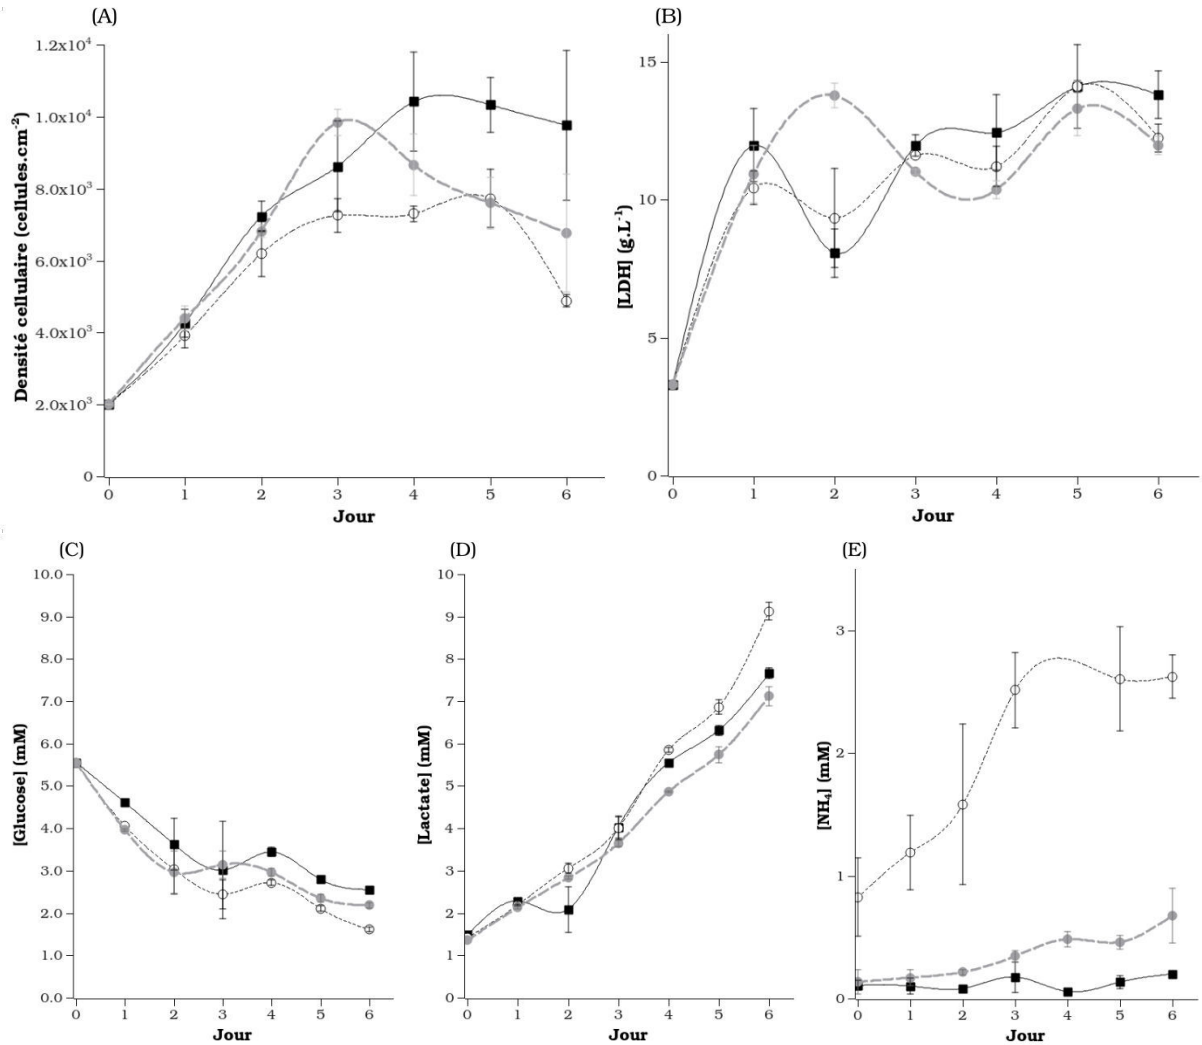 (A)
Densité cellulaire (cellules.cm⁻²)
1.2x10⁴
1.0x10⁴
8.0x10³
6.0x10³
4.0x10³
2.0x10³
0
0 1 2 3 4 5 6
Jour
(B)
[LDH] (g.L⁻¹)
15
10
5
0
0 1 2 3 4 5 6
Jour
(C)
[Glucose] (mM)
10.0
9.0
8.0
7.0
6.0
5.0
4.0
3.0
2.0
1.0
0.0
0 1 2 3 4 5 6
Jour
(D)
[Lactate] (mM)
10
9
8
7
6
5
4
3
2
1
0
0 1 2 3 4 5 6
Jour
(E)
[NH₄] (mM)
3
2
1
0
0 1 2 3 4 5 6
Jour